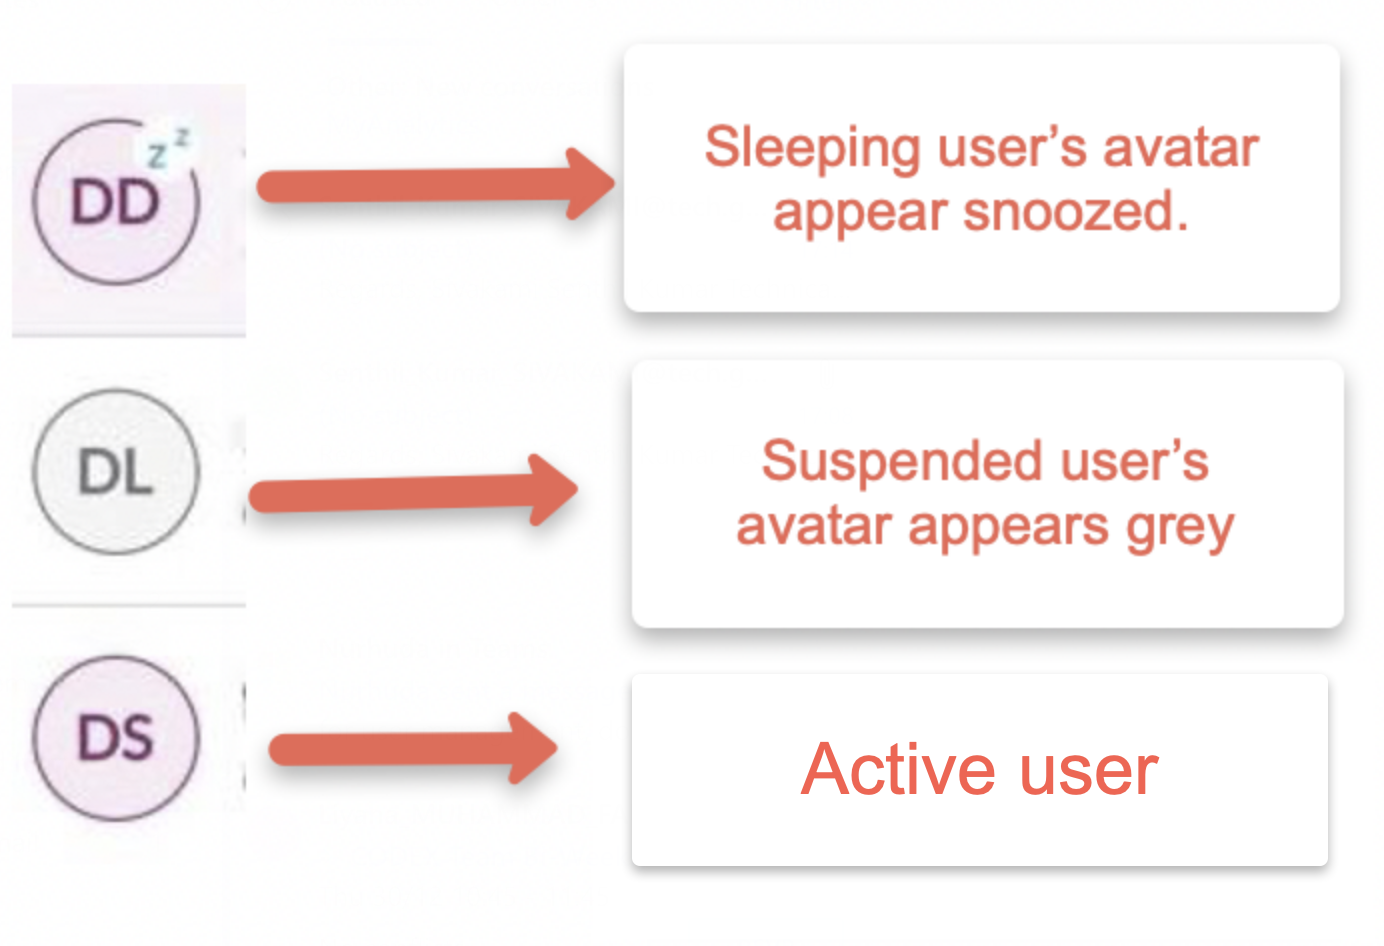 z z
DD
Sleeping user’s avatar
appear snoozed.
DL
Suspended user’s
avatar appears grey
DS
Active user